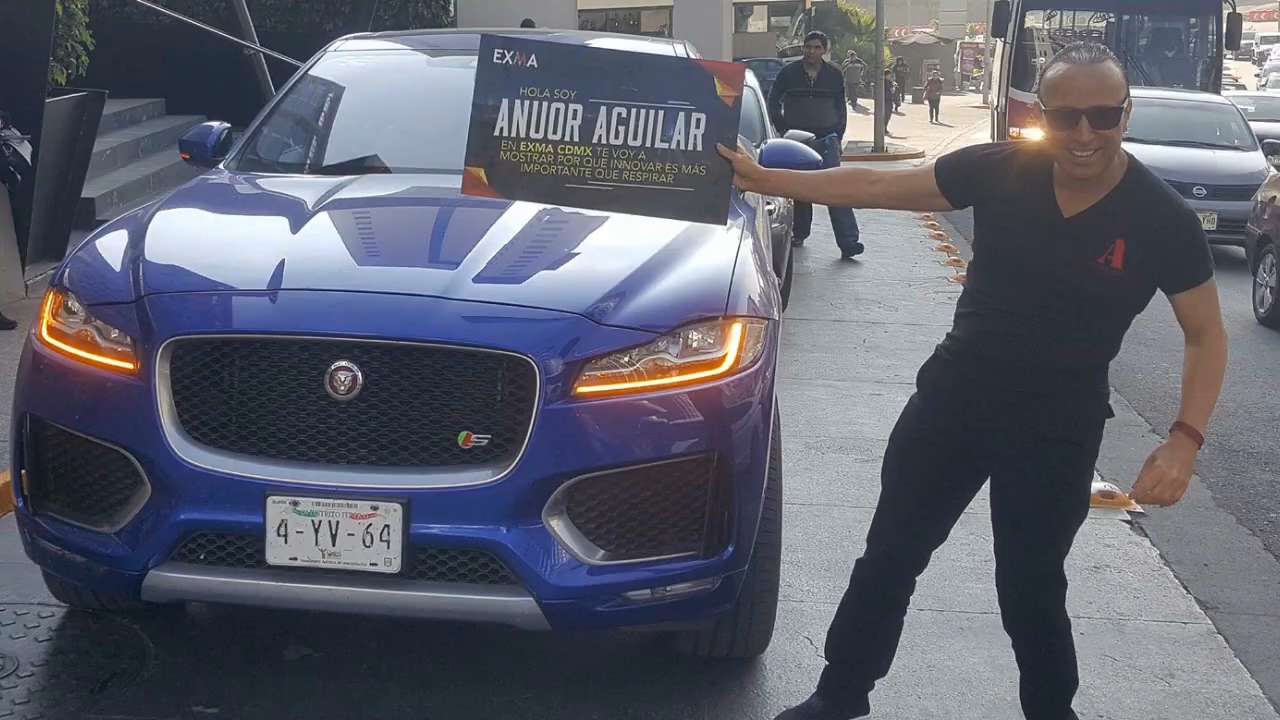 EXMA
HOLA SOY
ANUOR AGUILAR
EN EXMA CDMX TE VOY A
MOSTRAR POR QUE INNOVAR ES MÁS
IMPORTANTE QUE RESPIRAR
A
S
4-YV-64